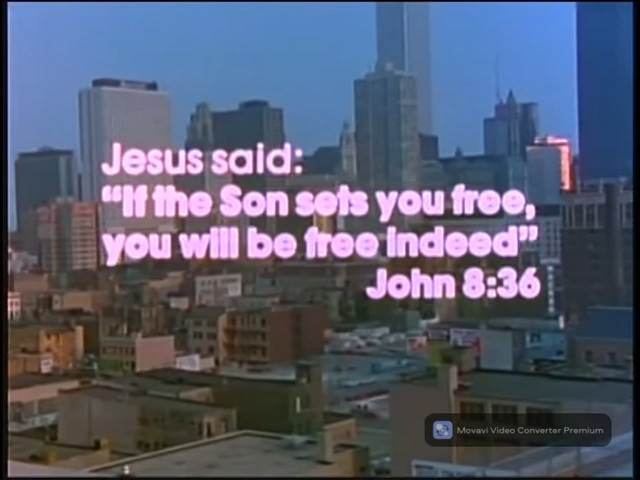 Jesus said:
“If the Son sets you free,
you will be free indeed”
John 8:36
Movavi Video Converter Premium